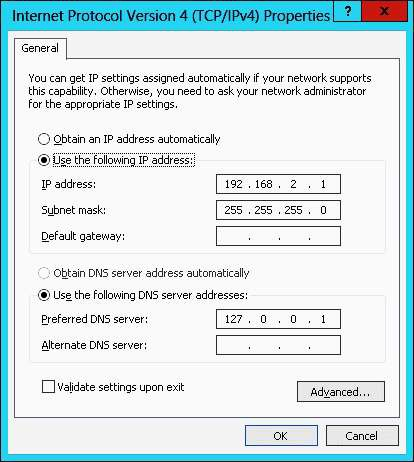 Internet Protocol Version 4 (TCP/IPv4) Properties ? X
General
You can get IP settings assigned automatically if your network supports
this capability. Otherwise, you need to ask your network administrator
for the appropriate IP settings.
Obtain an IP address automatically
Use the following IP address:
IP address: 192 . 168 . 2 . 1
Subnet mask: 255 . 255 . 255 . 0
Default gateway: . . .
Obtain DNS server address automatically
Use the following DNS server addresses:
Preferred DNS server: 127 . 0 . 0 . 1
Alternate DNS server: . . .
Validate settings upon exit
Advanced...
OK Cancel